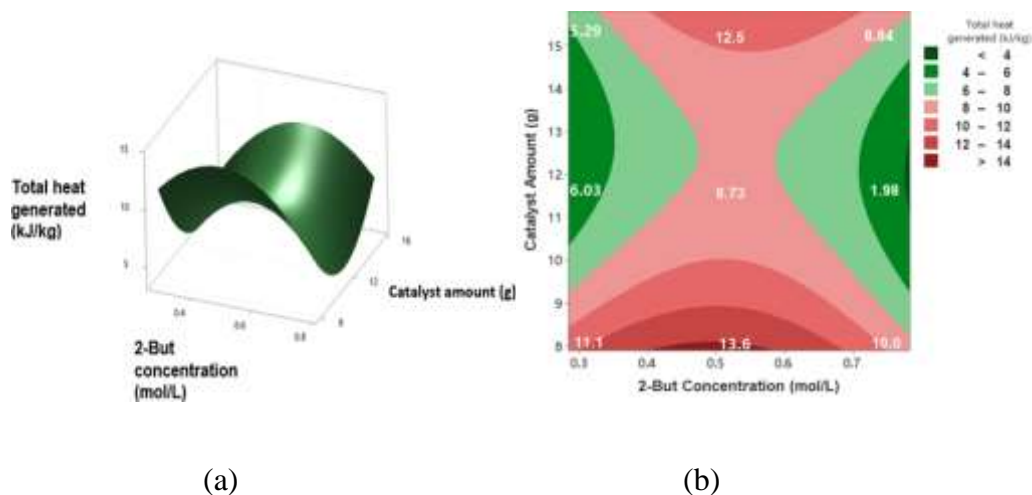 15
Total heat
generated
(kJ/kg)
10
5
0.4
0.6
0.8
8
12
16
Catalyst amount (g)
2-But
concentration
(mol/L)
(a)
Catalyst Amount (g)
15
14
13
12
11
10
9
8
5.29
12.5
8.84
6.03
8.73
1.98
11.1
13.6
10.0
0.3
0.4
0.5
0.6
0.7
2-But Concentration (mol/L)
Total heat
generated (kJ/kg)
< 4
4 – 6
6 – 8
8 – 10
10 – 12
12 – 14
> 14
(b)